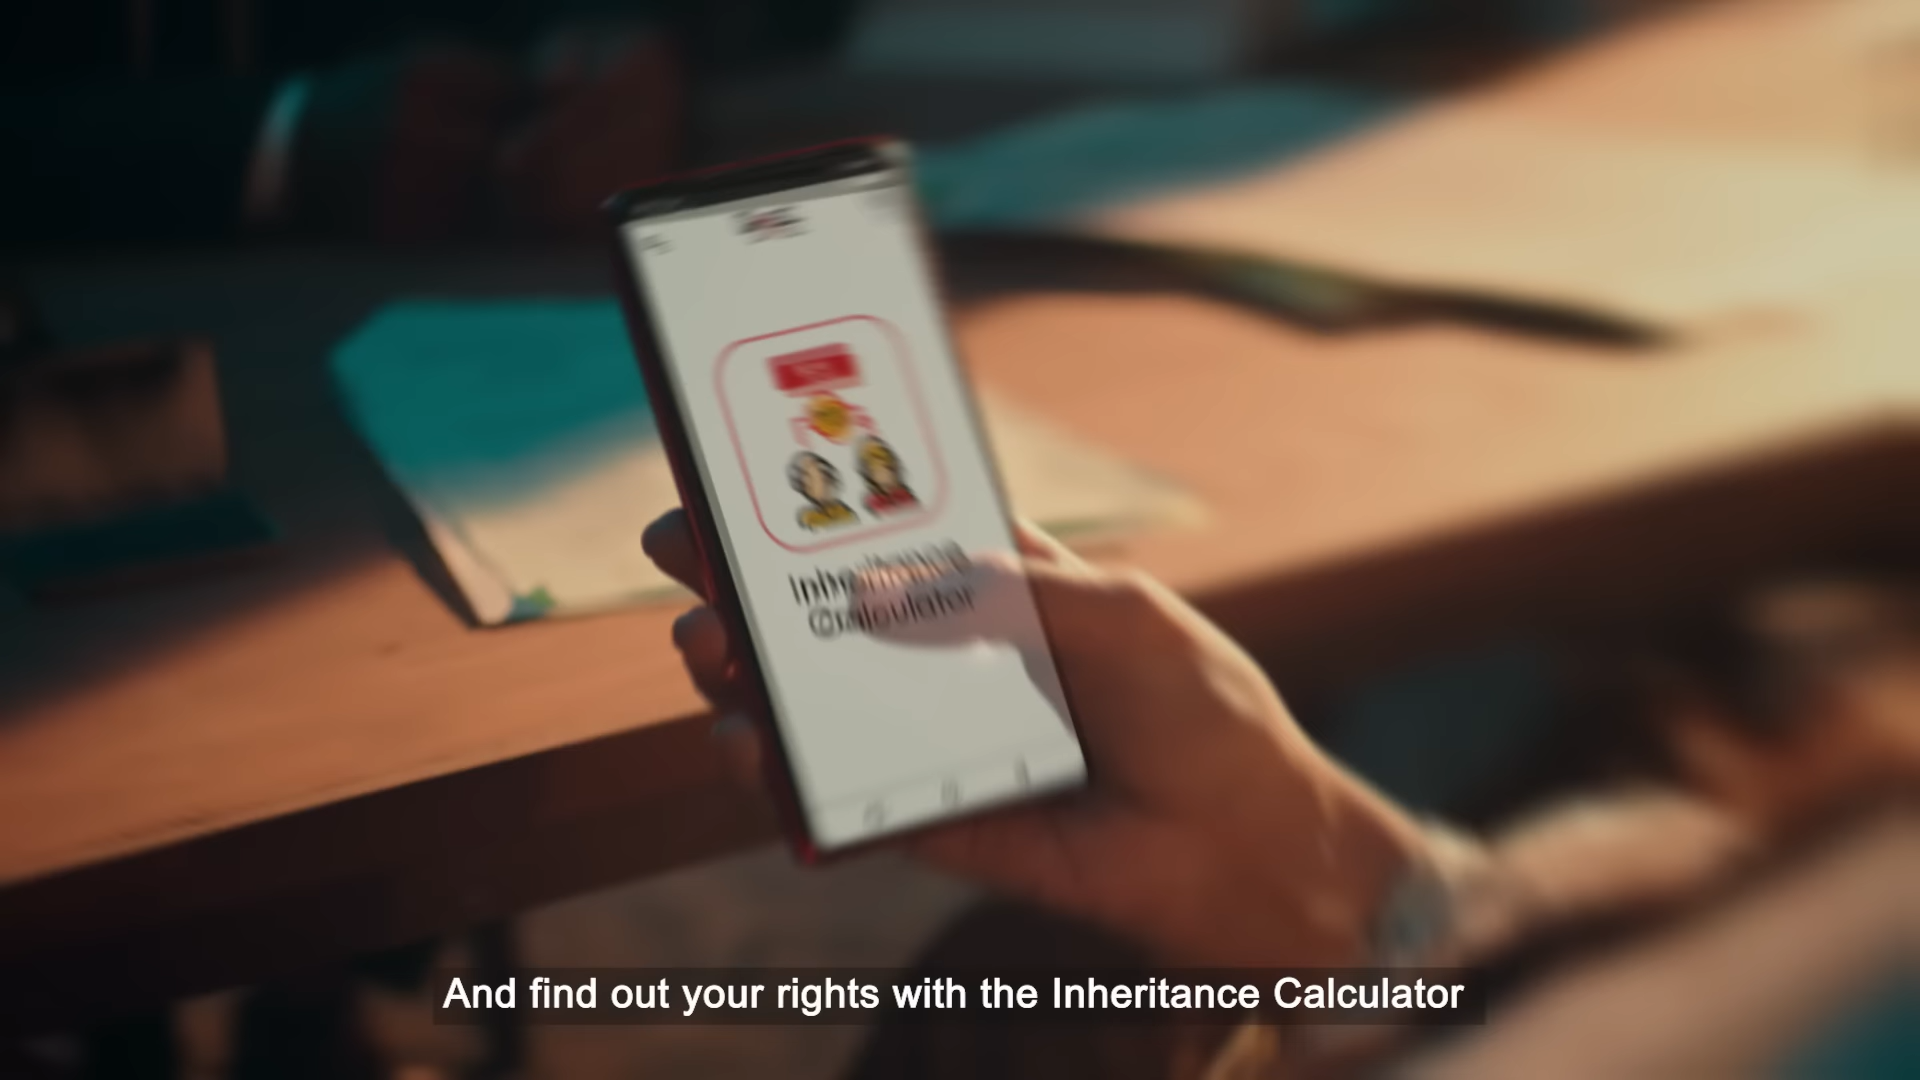 Inheritance
Calculator
And find out your rights with the Inheritance Calculator